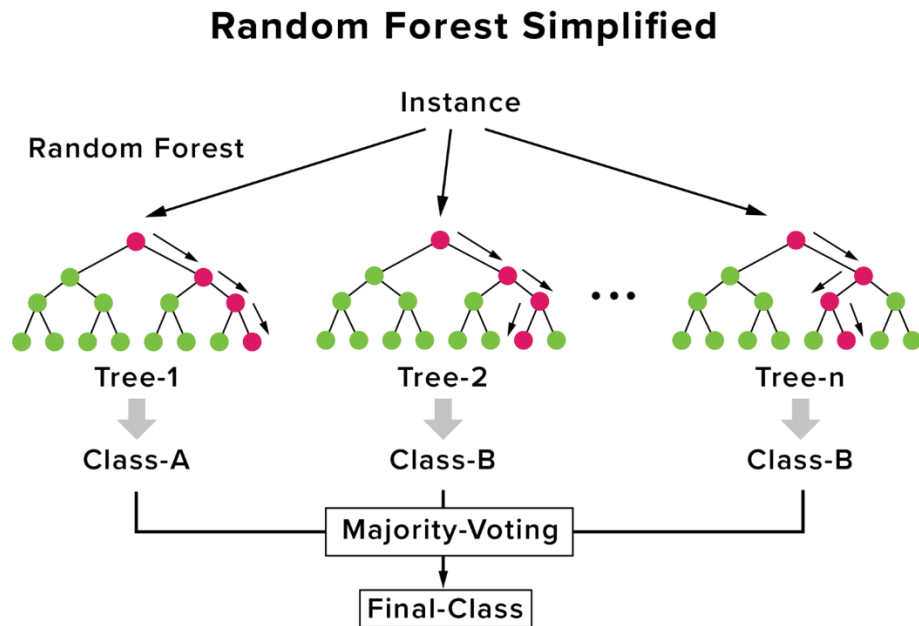 Random Forest Simplified
Instance
Random Forest
...
Tree-1 Tree-2 Tree-n
Class-A Class-B Class-B
Majority-Voting
Final-Class